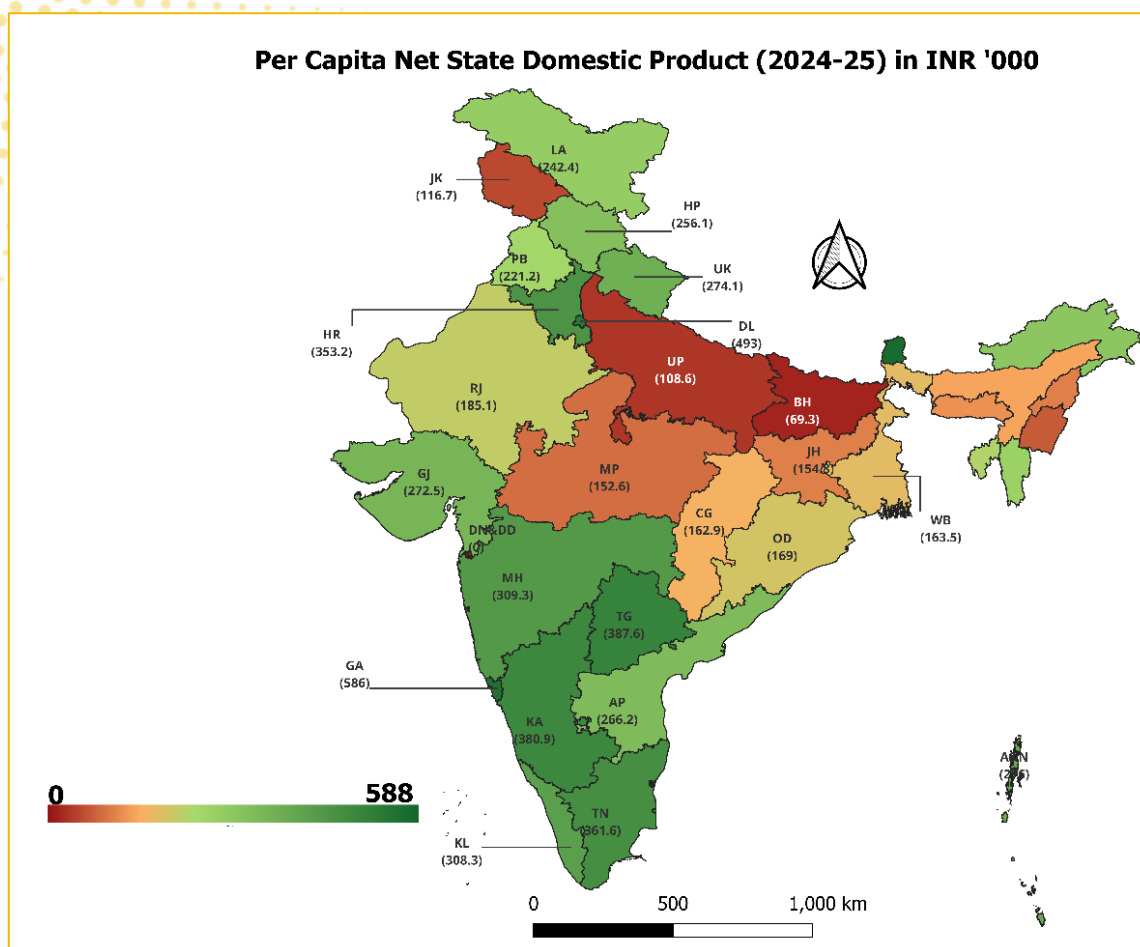 Per Capita Net State Domestic Product (2024-25) in INR '000
LA
(242.4)
JK
(116.7)
HP
(256.1)
PB
(221.2)
UK
(274.1)
HR
(353.2)
DL
(493)
UP
(108.6)
RJ
(185.1)
BH
(69.3)
JH
(154.3)
MP
(152.6)
GJ
(272.5)
CG
(162.9)
WB
(163.5)
OD
(169)
DN&DD
(0)
MH
(309.3)
TG
(387.6)
GA
(586)
AP
(266.2)
KA
(380.9)
0
588
TN
(361.6)
KL
(308.3)
0
500
1,000 km